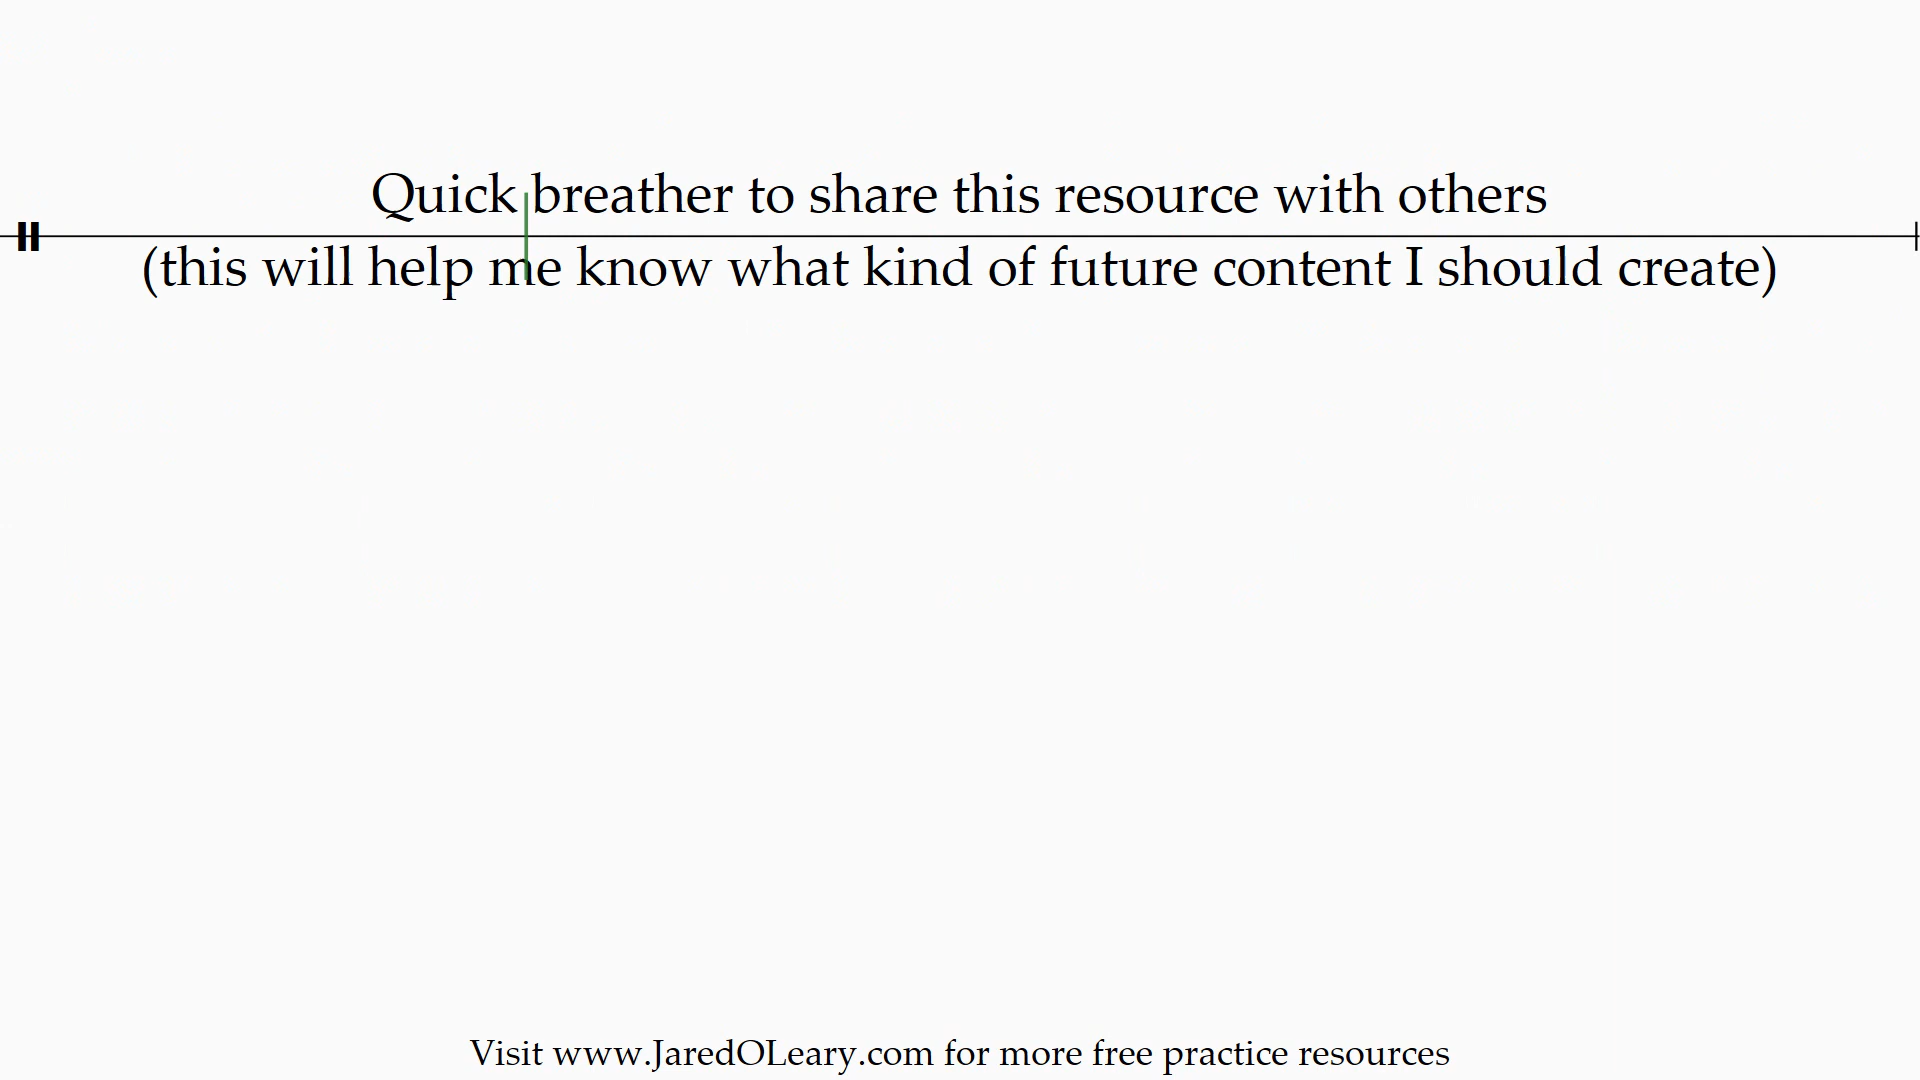 Quick breather to share this resource with others
(this will help me know what kind of future content I should create)
Visit www.JaredOLeary.com for more free practice resources